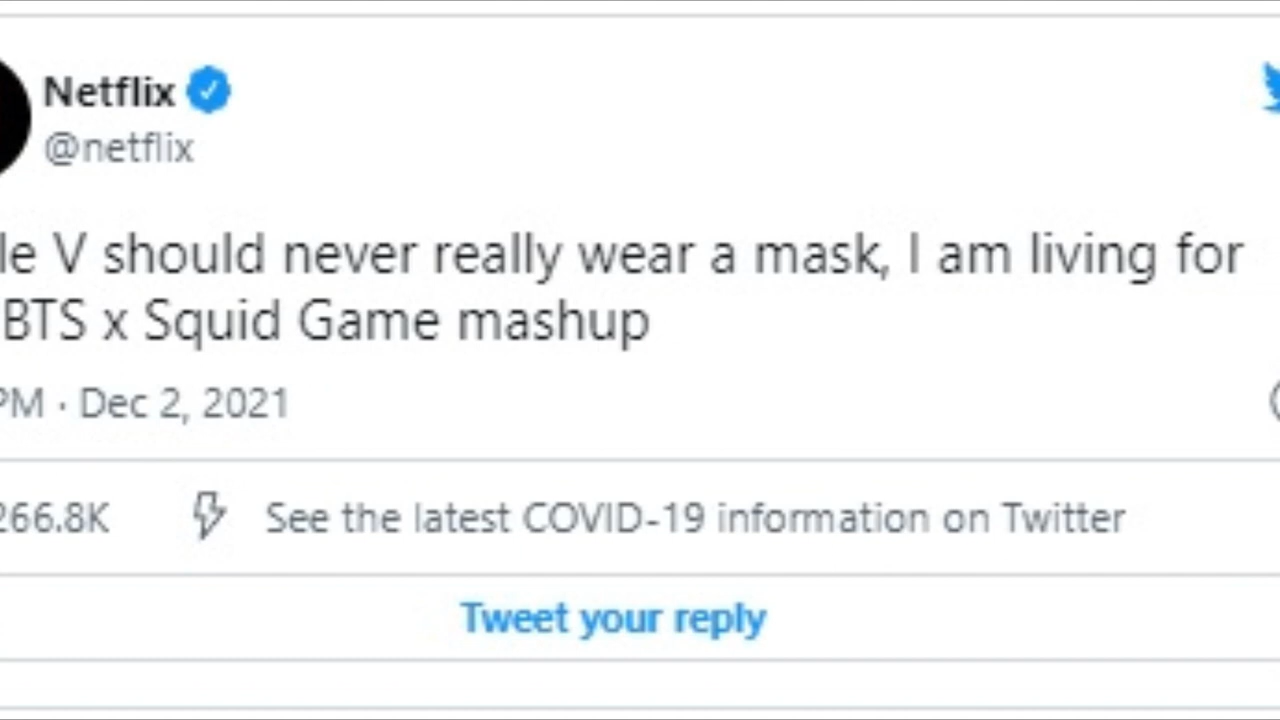 Netflix
@netflix
le V should never really wear a mask, I am living for
BTS x Squid Game mashup
PM · Dec 2, 2021
266.8K See the latest COVID-19 information on Twitter
Tweet your reply